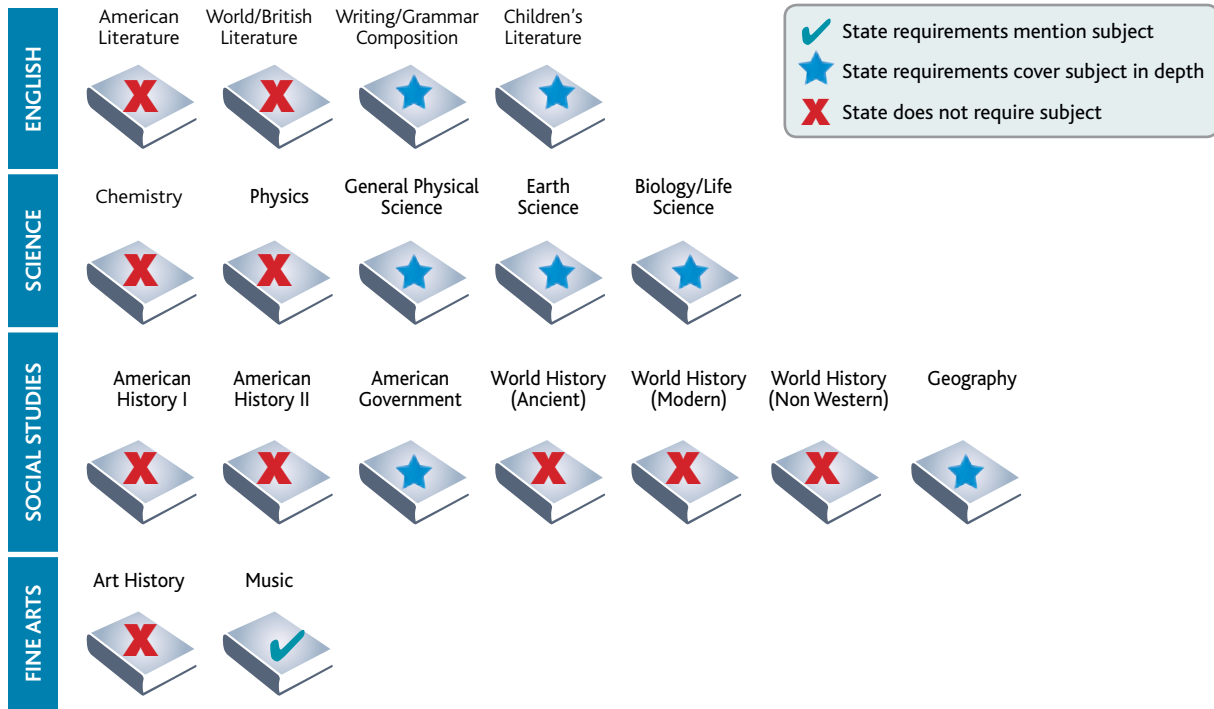 ENGLISH
American
Literature
World/British
Literature
Writing/Grammar
Composition
Children's
Literature
State requirements mention subject
State requirements cover subject in depth
State does not require subject
SCIENCE
Chemistry
Physics
General Physical
Science
Earth
Science
Biology/Life
Science
SOCIAL STUDIES
American
History I
American
History II
American
Government
World History
(Ancient)
World History
(Modern)
World History
(Non Western)
Geography
FINE ARTS
Art History
Music